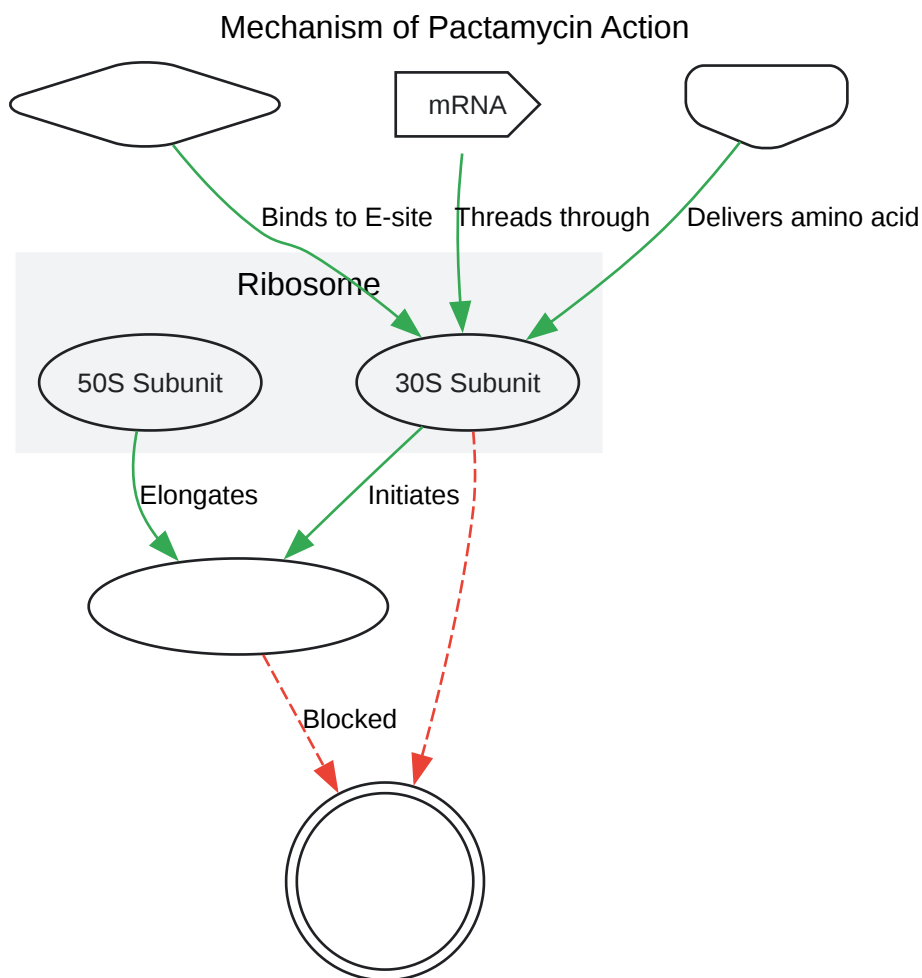 Mechanism of Pactamycin Action
mRNA
Binds to E-site
Threads through
Delivers amino acid
Ribosome
50S Subunit
30S Subunit
Elongates
Initiates
Blocked